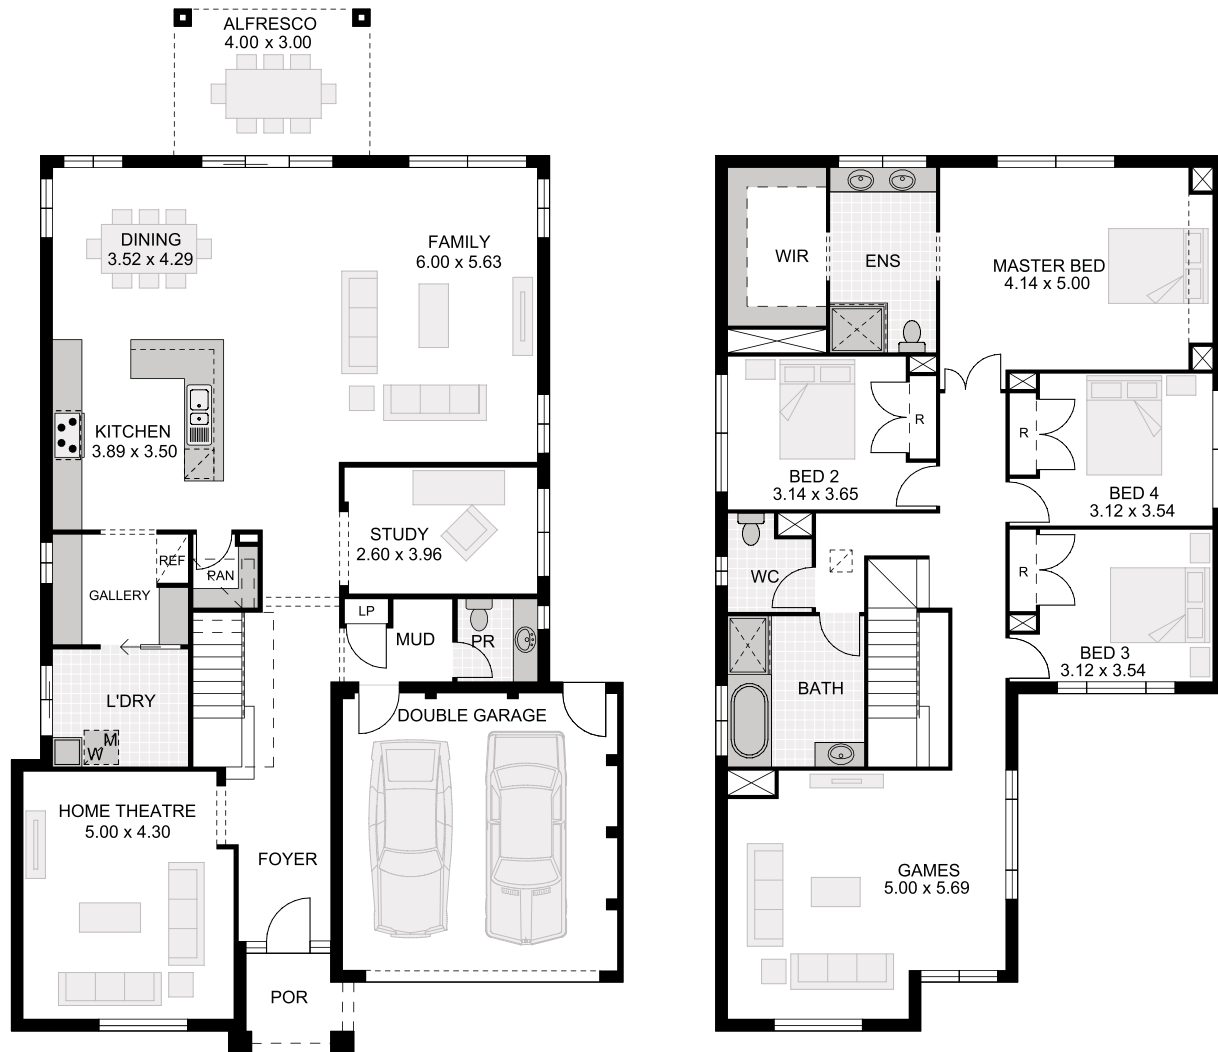 ALFRESCO
4.00 x 3.00
DINING
3.52 x 4.29
FAMILY
6.00 x 5.63
KITCHEN
3.89 x 3.50
STUDY
2.60 x 3.96
REF
PAN
GALLERY
LP
MUD
PR
L'DRY
W M
DOUBLE GARAGE
HOME THEATRE
5.00 x 4.30
FOYER
POR
WIR
ENS
MASTER BED
4.14 x 5.00
R
BED 2
3.14 x 3.65
R
BED 4
3.12 x 3.54
WC
R
BED 3
3.12 x 3.54
BATH
GAMES
5.00 x 5.69